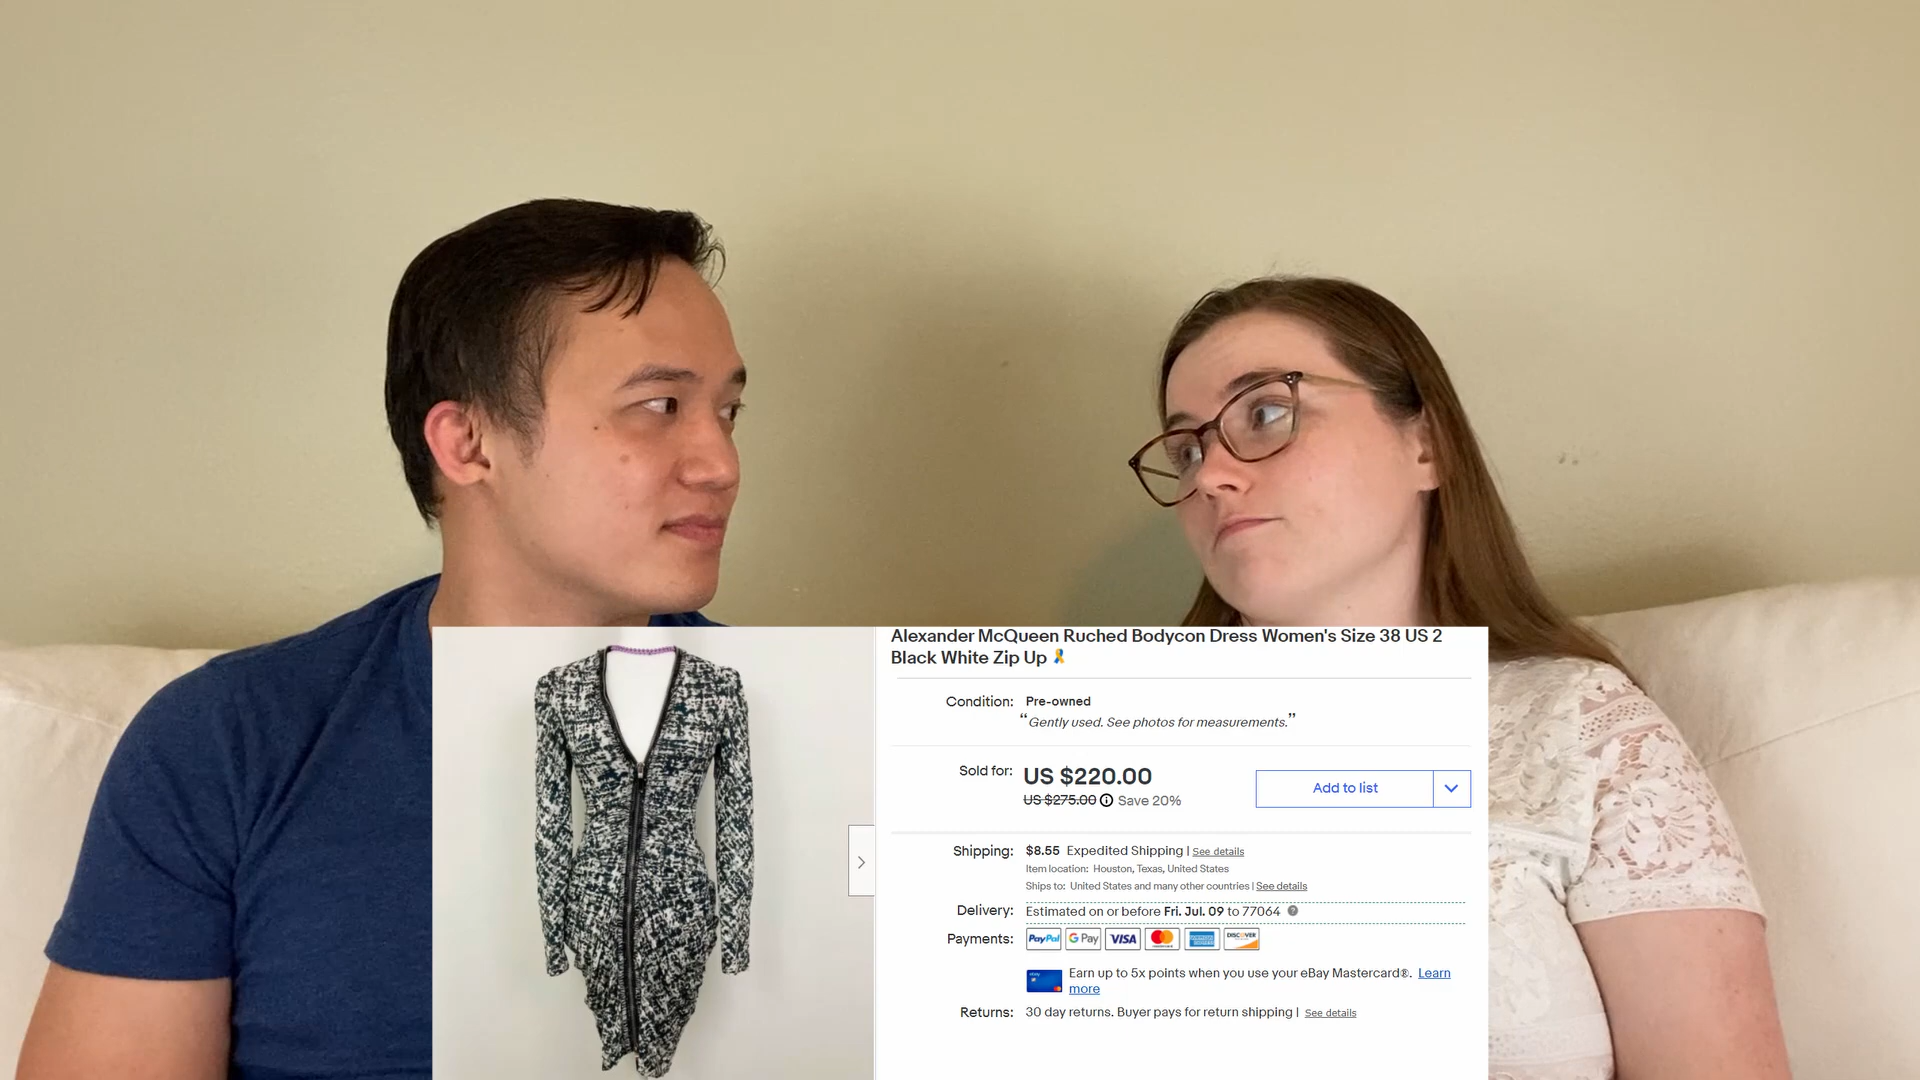 Alexander McQueen Ruched Bodycon Dress Women's Size 38 US 2
Black White Zip Up
Condition: Pre-owned
“Gently used. See photos for measurements.”
Sold for: US $220.00
US $275.00 Save 20%
Add to list
Shipping: $8.55 Expedited Shipping | See details
Item location: Houston, Texas, United States
Ships to: United States and many other countries | See details
Delivery: Estimated on or before Fri. Jul. 09 to 77064
Payments: PayPal G Pay VISA DISCOVER
Earn up to 5x points when you use your eBay Mastercard®. Learn
more
Returns: 30 day returns. Buyer pays for return shipping | See details